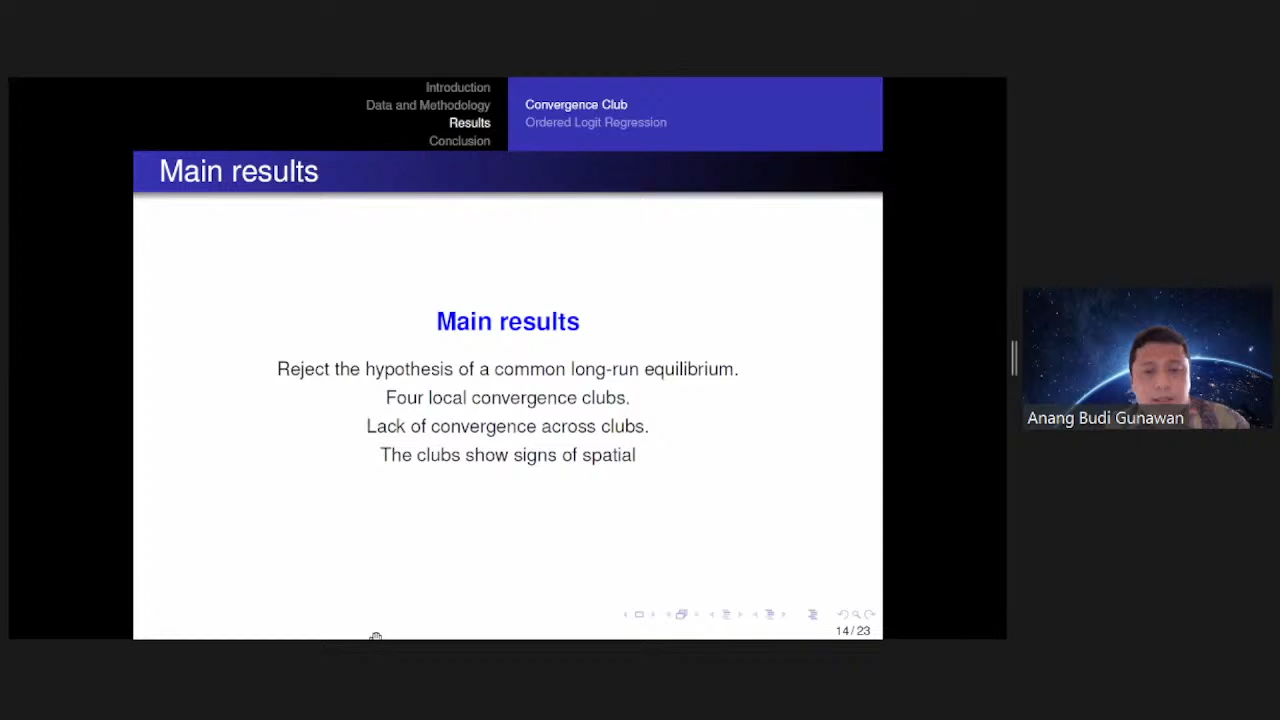 Introduction
Data and Methodology
Results
Conclusion
Convergence Club
Ordered Logit Regression
Main results
Main results
Reject the hypothesis of a common long-run equilibrium.
Four local convergence clubs.
Lack of convergence across clubs.
The clubs show signs of spatial
14/23
Anang Budi Gunawan